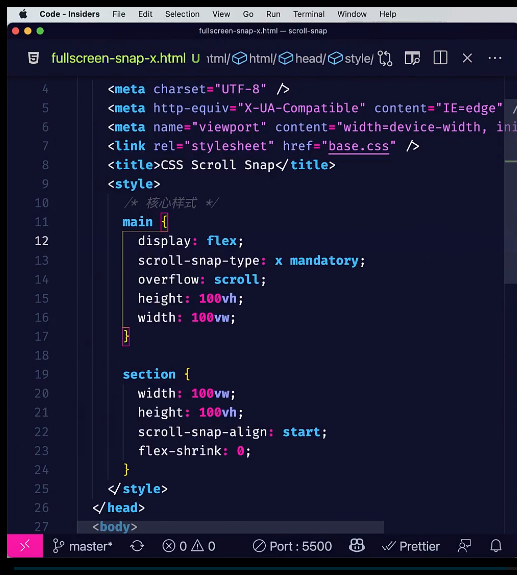 Code - Insiders File Edit Selection View Go Run Terminal Window Help
fullscreen-snap-x.html — scroll-snap
fullscreen-snap-x.html U html/ html/ head/ style/ ...
4 <meta charset="UTF-8" />
5 <meta http-equiv="X-UA-Compatible" content="IE=edge" /
6 <meta name="viewport" content="width=device-width, ini
7 <link rel="stylesheet" href="base.css" />
8 <title>CSS Scroll Snap</title>
9 <style>
10 /* 核心样式 */
11 main {
12 display: flex;
13 scroll-snap-type: x mandatory;
14 overflow: scroll;
15 height: 100vh;
16 width: 100vw;
17 }
18
19 section {
20 width: 100vw;
21 height: 100vh;
22 scroll-snap-align: start;
23 flex-shrink: 0;
24 }
25 </style>
26 </head>
27 <body>
master* 0 0 Port : 5500 Prettier